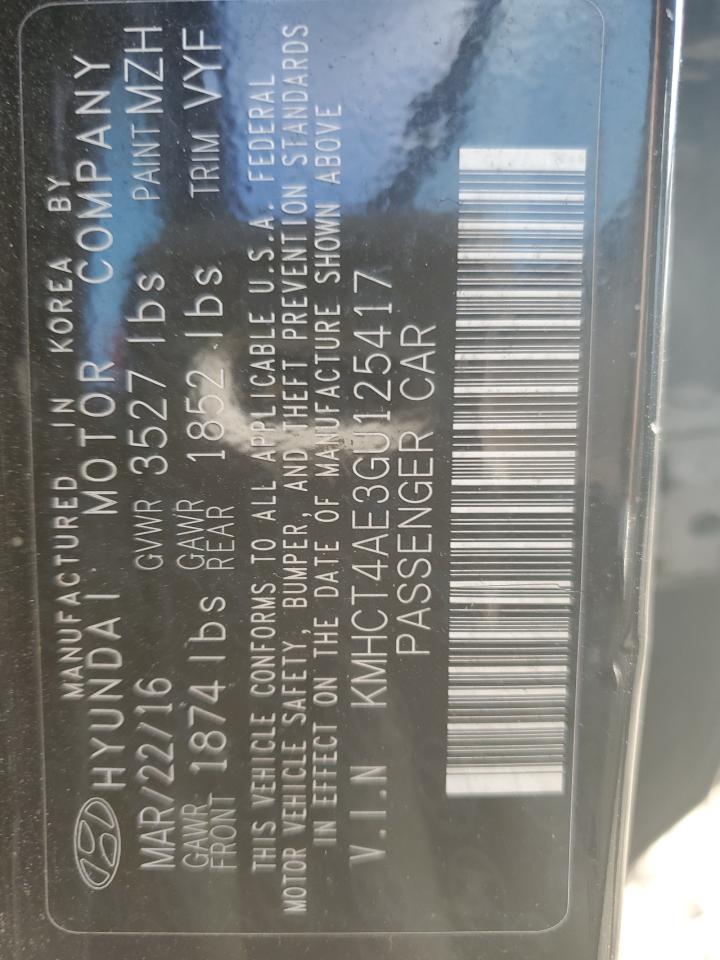 MANUFACTURED IN KOREA BY
HYUNDAI MOTOR COMPANY
MAR/22/16 GVWR 3527 lbs PAINT MZH
GAWR FRONT 1874 lbs GAWR REAR 1852 lbs TRIM VYF
THIS VEHICLE CONFORMS TO ALL APPLICABLE U.S.A. FEDERAL
MOTOR VEHICLE SAFETY, BUMPER, AND THEFT PREVENTION STANDARDS
IN EFFECT ON THE DATE OF MANUFACTURE SHOWN ABOVE
V.I.N KMHCT4AE3GU125417
PASSENGER CAR